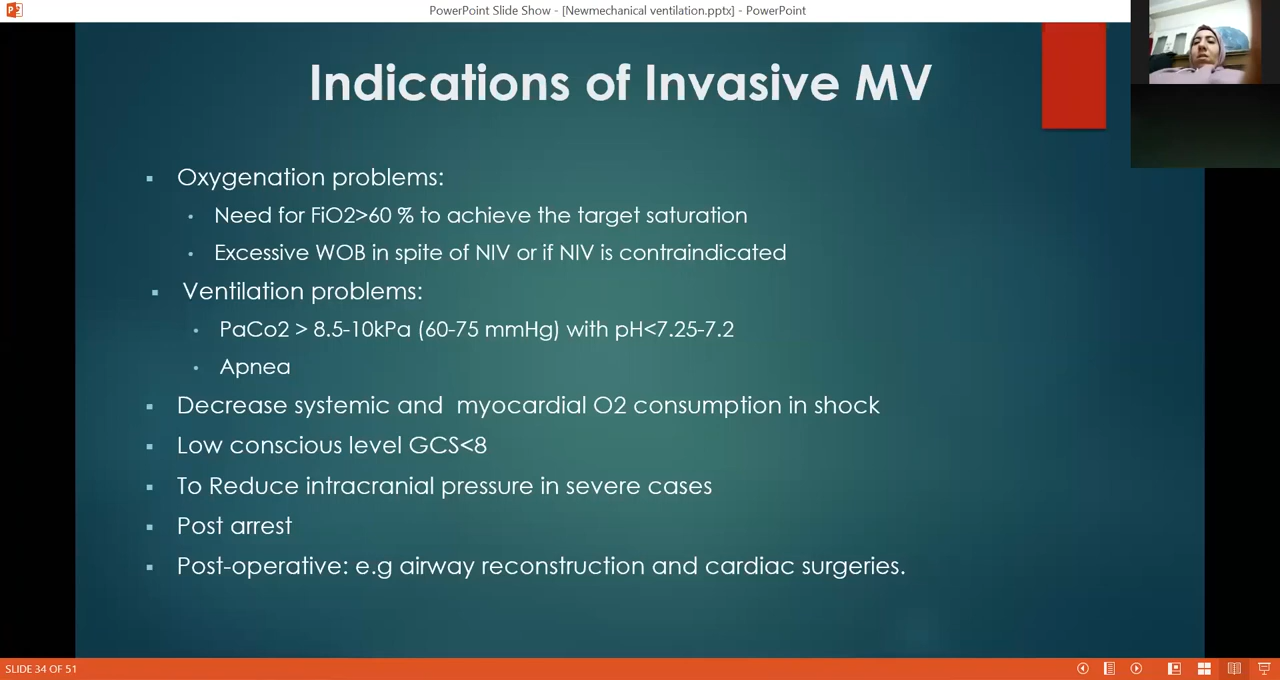 PowerPoint Slide Show - [Newmechanical ventilation.pptx] - PowerPoint
Indications of Invasive MV
Oxygenation problems:
Need for FiO2>60 % to achieve the target saturation
Excessive WOB in spite of NIV or if NIV is contraindicated
Ventilation problems:
PaCo2 > 8.5-10kPa (60-75 mmHg) with pH<7.25-7.2
Apnea
Decrease systemic and myocardial O2 consumption in shock
Low conscious level GCS<8
To Reduce intracranial pressure in severe cases
Post arrest
Post-operative: e.g airway reconstruction and cardiac surgeries.
SLIDE 34 OF 51